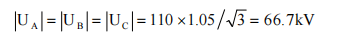 |U_A| = |U_B| = |U_C| = 110 × 1.05/√3 = 66.7kV